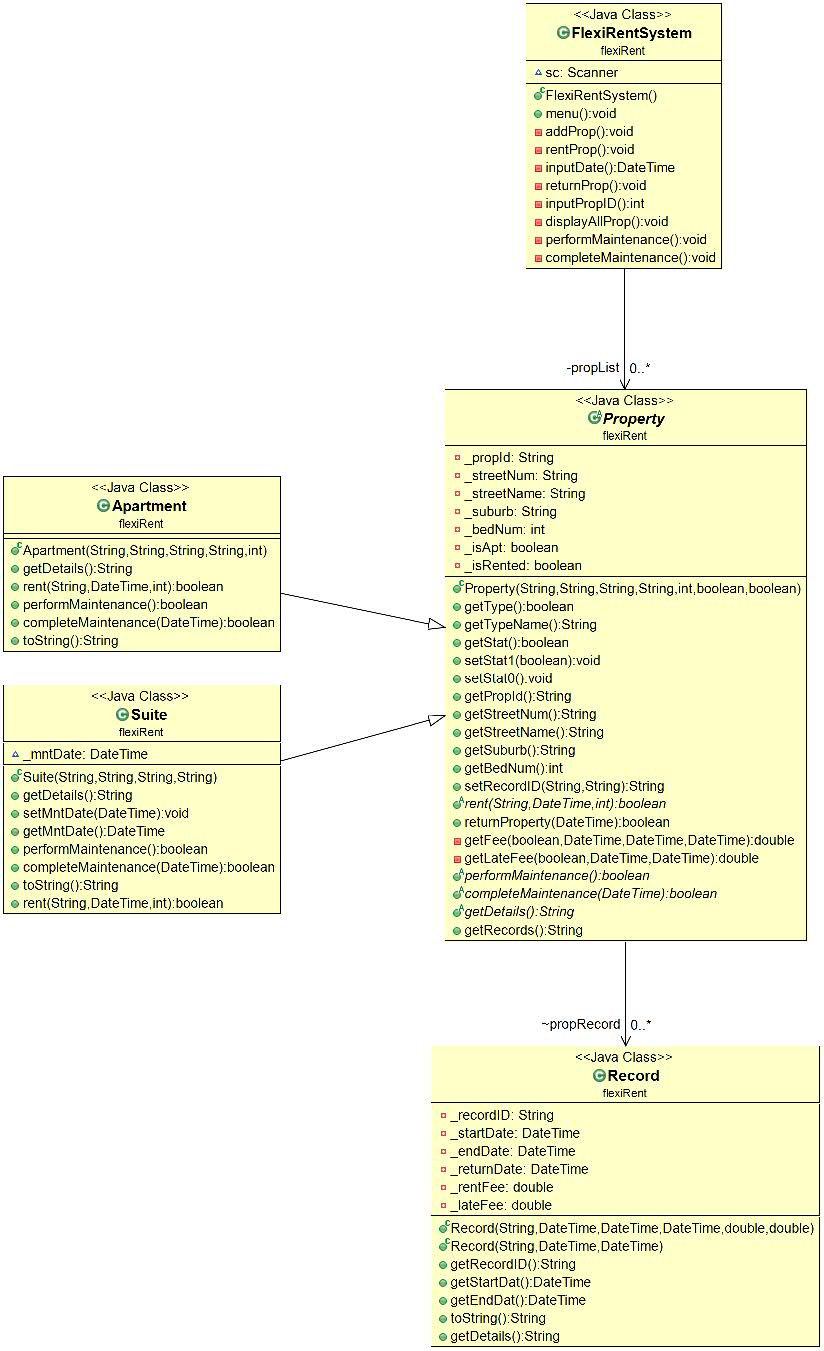 <<Java Class>>
FlexiRentSystem
flexiRent
sc: Scanner
FlexiRentSystem()
menu():void
addProp():void
rentProp():void
inputDate():DateTime
returnProp():void
inputPropID():int
displayAllProp():void
performMaintenance():void
completeMaintenance():void
-propList 0..*
<<Java Class>>
Property
flexiRent
_propId: String
_streetNum: String
_streetName: String
_suburb: String
_bedNum: int
_isApt: boolean
_isRented: boolean
Property(String,String,String,String,int,boolean,boolean)
getType():boolean
getTypeName():String
getStat():boolean
setStat1(boolean):void
setStat0():void
getPropId():String
getStreetNum():String
getStreetName():String
getSuburb():String
getBedNum():int
setRecordID(String,String):String
rent(String,DateTime,int):boolean
returnProperty(DateTime):boolean
getFee(boolean,DateTime,DateTime,DateTime):double
getLateFee(boolean,DateTime,DateTime):double
performMaintenance():boolean
completeMaintenance(DateTime):boolean
getDetails():String
getRecords():String
<<Java Class>>
Apartment
flexiRent
Apartment(String,String,String,String,int)
getDetails():String
rent(String,DateTime,int):boolean
performMaintenance():boolean
completeMaintenance(DateTime):boolean
toString():String
<<Java Class>>
Suite
flexiRent
_mntDate: DateTime
Suite(String,String,String,String)
getDetails():String
setMntDate(DateTime):void
getMntDate():DateTime
performMaintenance():boolean
completeMaintenance(DateTime):boolean
toString():String
rent(String,DateTime,int):boolean
~propRecord 0..*
<<Java Class>>
Record
flexiRent
_recordID: String
_startDate: DateTime
_endDate: DateTime
_returnDate: DateTime
_rentFee: double
_lateFee: double
Record(String,DateTime,DateTime,DateTime,double,double)
Record(String,DateTime,DateTime)
getRecordID():String
getStartDat():DateTime
getEndDat():DateTime
toString():String
getDetails():String